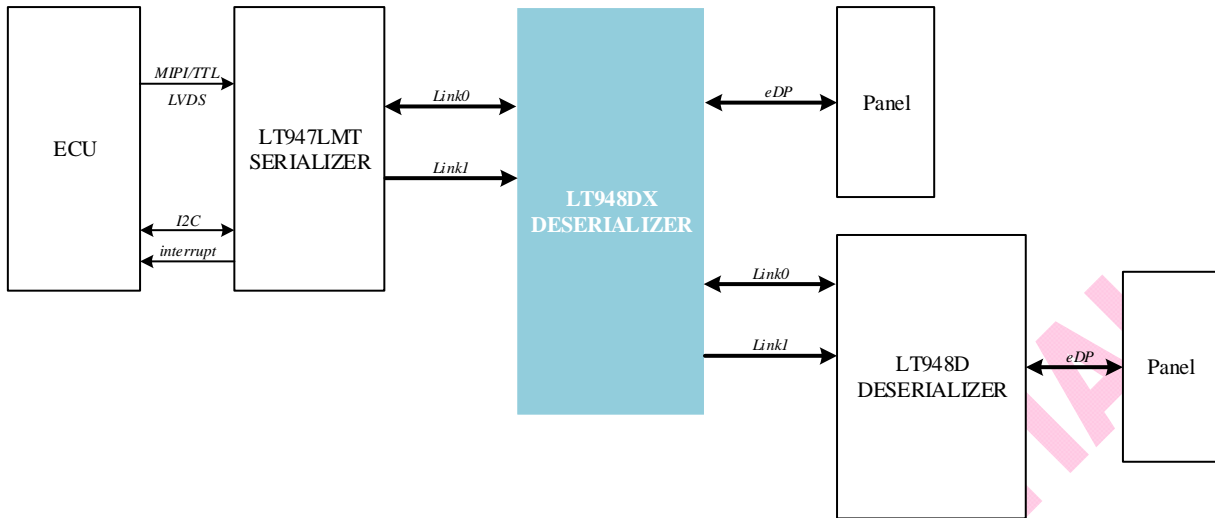 ECU
MIPI/TTL
LVDS
I2C
interrupt
LT947LMT
SERIALIZER
Link0
Link1
LT948DX
DESERIALIZER
eDP
Panel
Link0
Link1
LT948D
DESERIALIZER
eDP
Panel